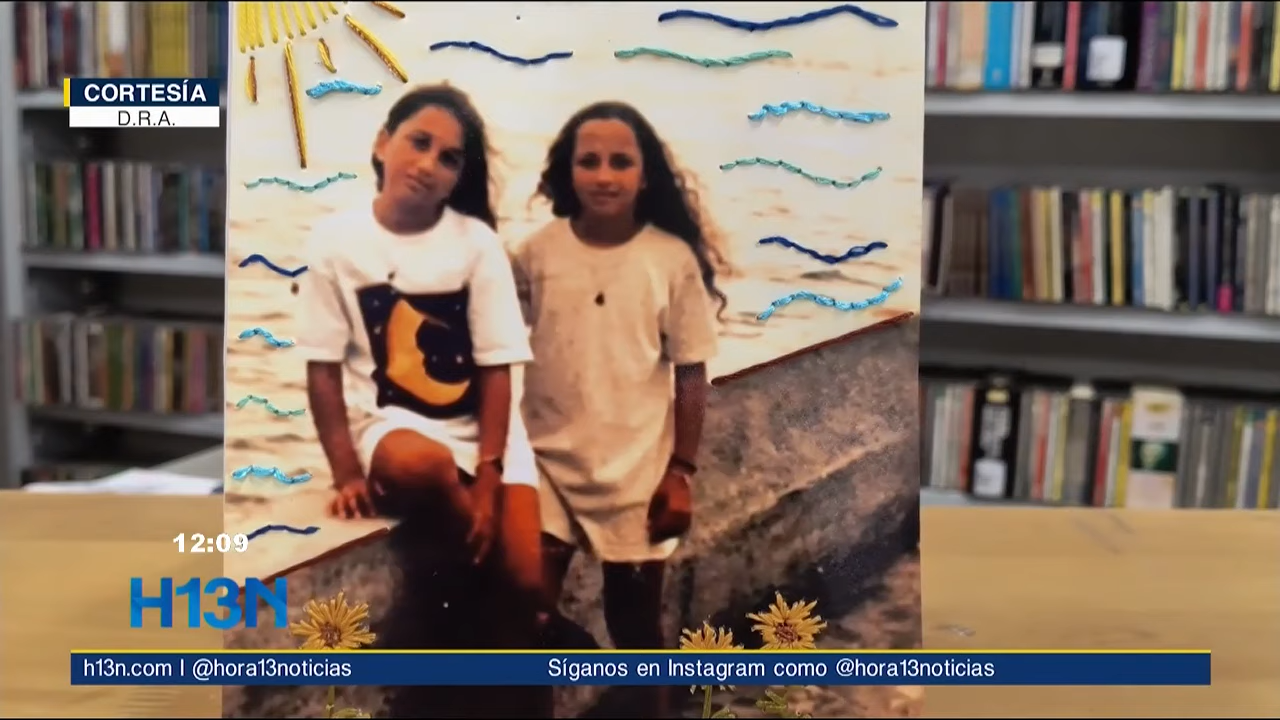 CORTESÍA
D.R.A.
12:09
H13N
h13n.com | @hora13noticias
Síganos en Instagram como @hora13noticias